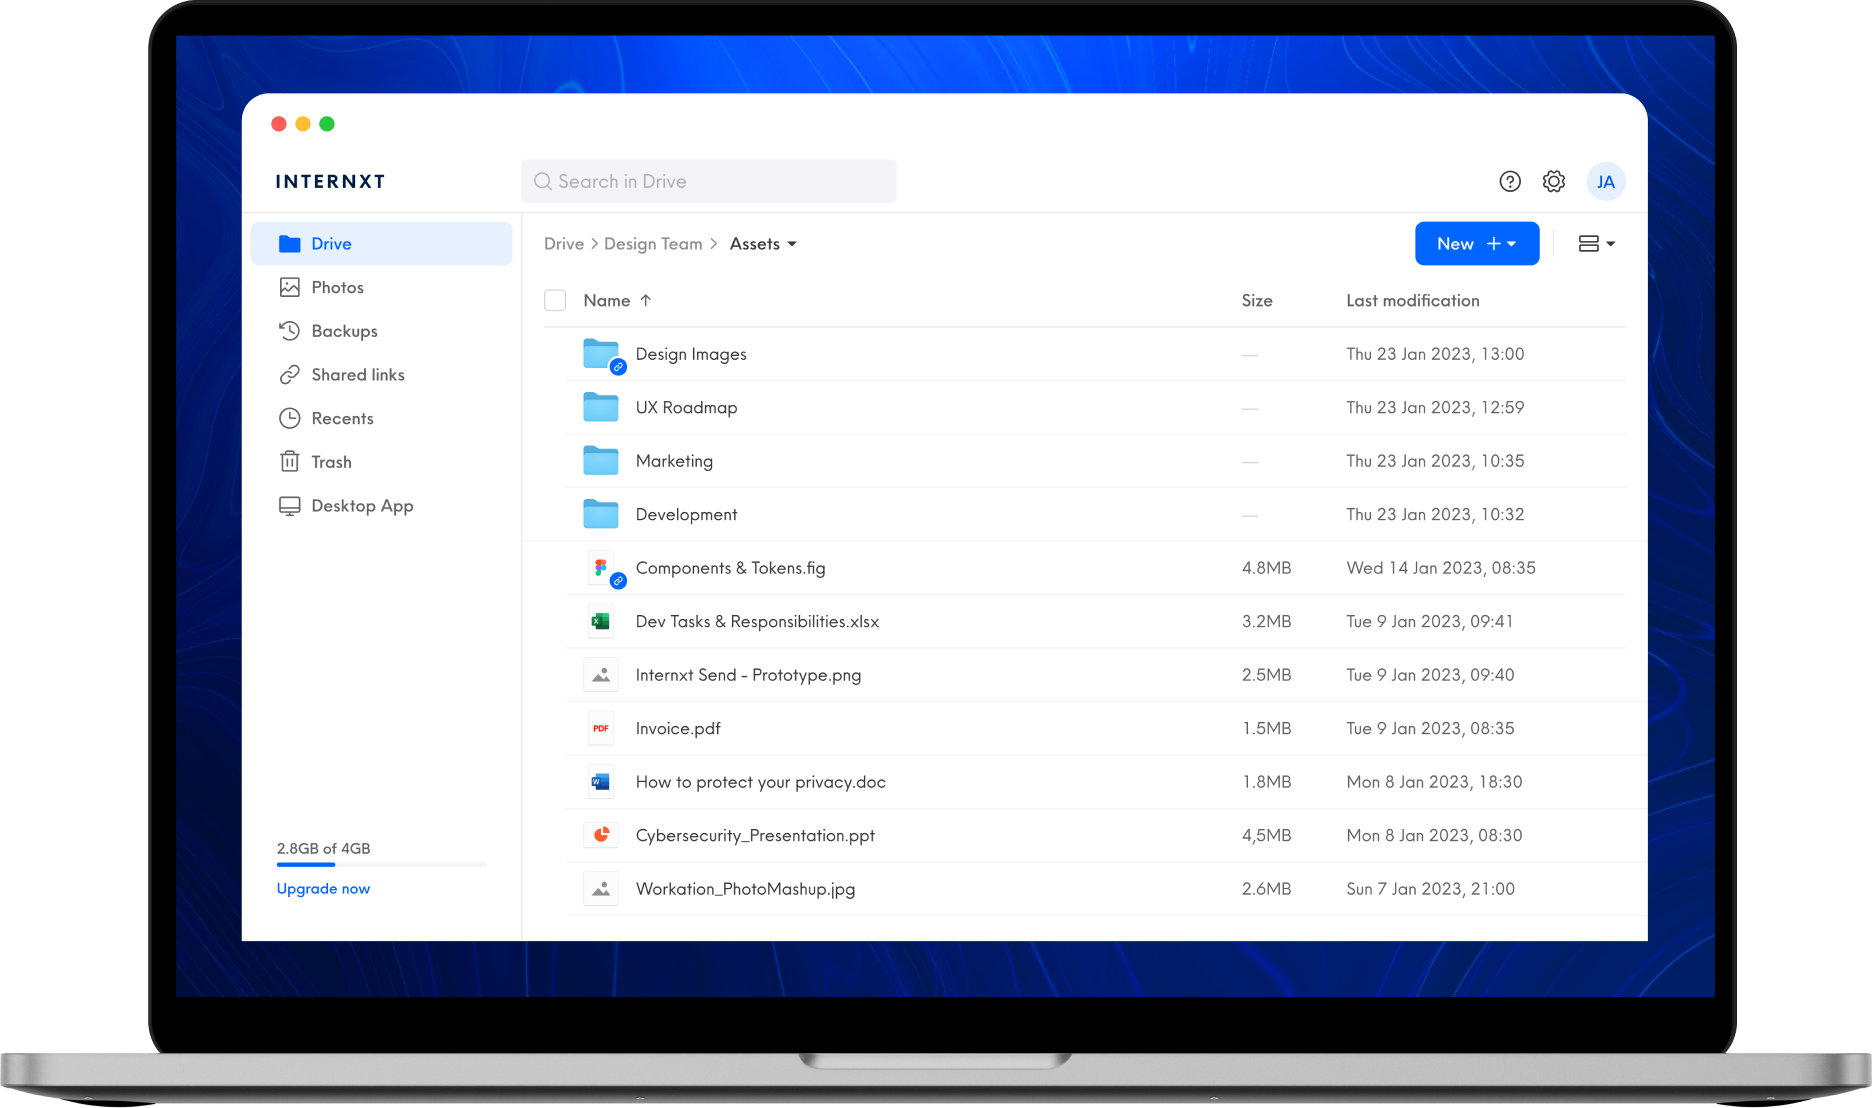 INTERNXT
Search in Drive
JA
Drive
Photos
Backups
Shared links
Recents
Trash
Desktop App
2.8GB of 4GB
Upgrade now
Drive > Design Team > Assets
New +
Name ↑ Size Last modification
Design Images — Thu 23 Jan 2023, 13:00
UX Roadmap — Thu 23 Jan 2023, 12:59
Marketing — Thu 23 Jan 2023, 10:35
Development — Thu 23 Jan 2023, 10:32
Components & Tokens.fig 4.8MB Wed 14 Jan 2023, 08:35
Dev Tasks & Responsibilities.xlsx 3.2MB Tue 9 Jan 2023, 09:41
Internxt Send - Prototype.png 2.5MB Tue 9 Jan 2023, 09:40
PDF Invoice.pdf 1.5MB Tue 9 Jan 2023, 08:35
W How to protect your privacy.doc 1.8MB Mon 8 Jan 2023, 18:30
Cybersecurity_Presentation.ppt 4,5MB Mon 8 Jan 2023, 08:30
Workation_PhotoMashup.jpg 2.6MB Sun 7 Jan 2023, 21:00